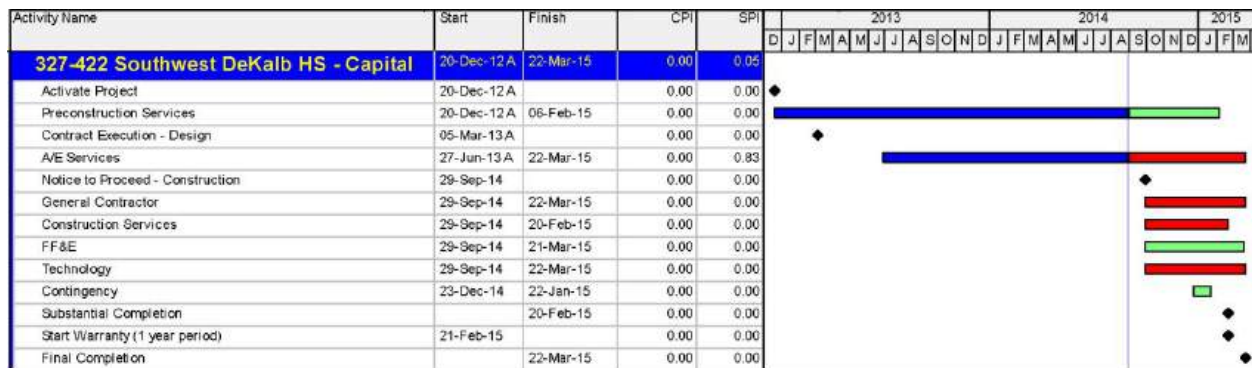 Activity Name Start Finish CPI SPI 2013 2014 2015
D J F M A M J J A S O N D J F M A M J J A S O N D J F M
327-422 Southwest DeKalb HS - Capital 20-Dec-12 A 22-Mar-15 0.00 0.05
Activate Project 20-Dec-12 A 0.00 0.00
Preconstruction Services 20-Dec-12 A 06-Feb-15 0.00 0.00
Contract Execution - Design 05-Mar-13 A 0.00 0.00
A/E Services 27-Jun-13 A 22-Mar-15 0.00 0.83
Notice to Proceed - Construction 29-Sep-14 0.00 0.00
General Contractor 29-Sep-14 22-Mar-15 0.00 0.00
Construction Services 29-Sep-14 20-Feb-15 0.00 0.00
FF&E 29-Sep-14 21-Mar-15 0.00 0.00
Technology 29-Sep-14 22-Mar-15 0.00 0.00
Contingency 23-Dec-14 22-Jan-15 0.00 0.00
Substantial Completion 20-Feb-15 0.00 0.00
Start Warranty (1 year period) 21-Feb-15 0.00 0.00
Final Completion 22-Mar-15 0.00 0.00